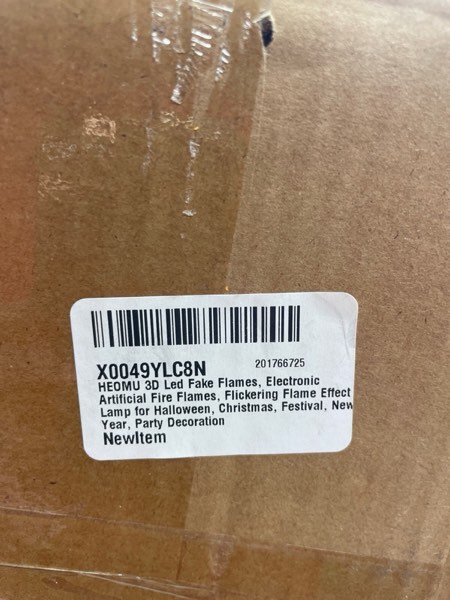 X0049YLC8N 201766725
HEOMU 3D Led Fake Flames, Electronic
Artificial Fire Flames, Flickering Flame Effect
Lamp for Halloween, Christmas, Festival, New
Year, Party Decoration
NewItem